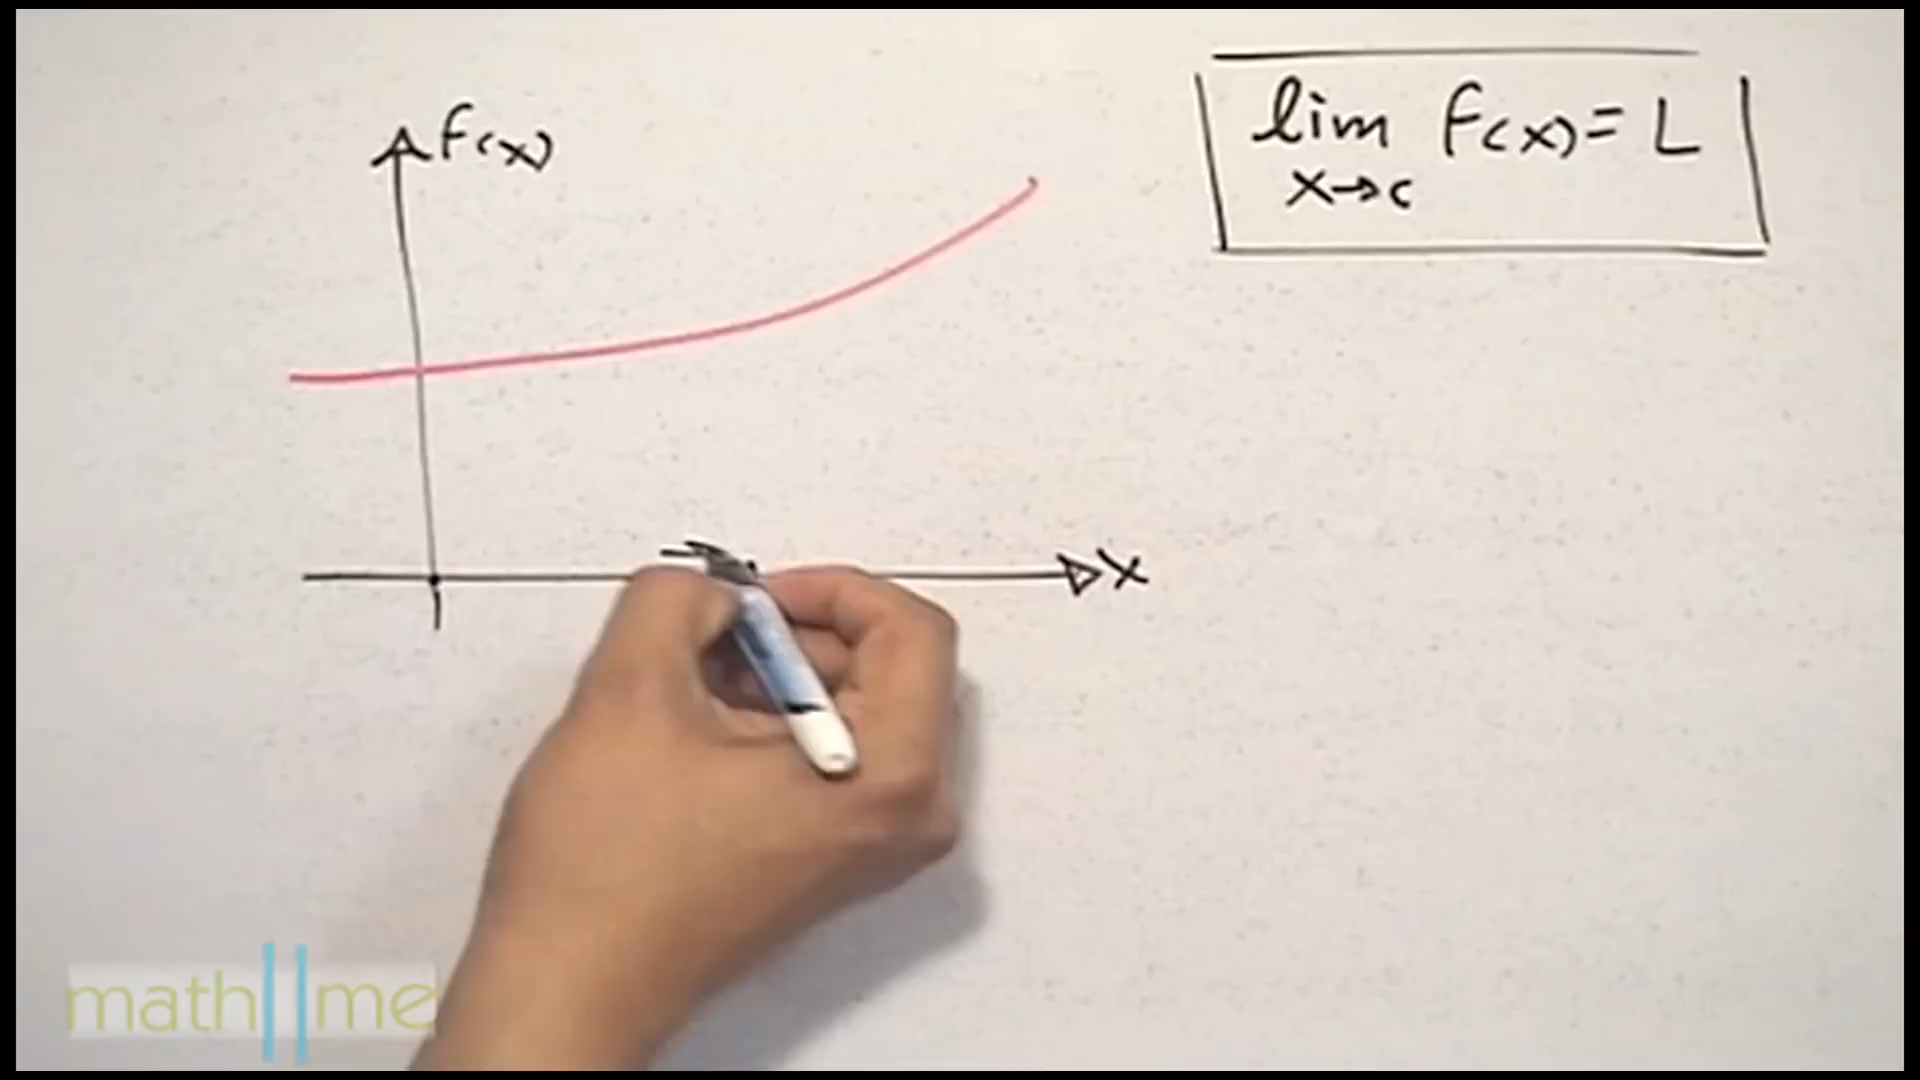 f(x)
lim f(x) = L
x→c
x
math||me